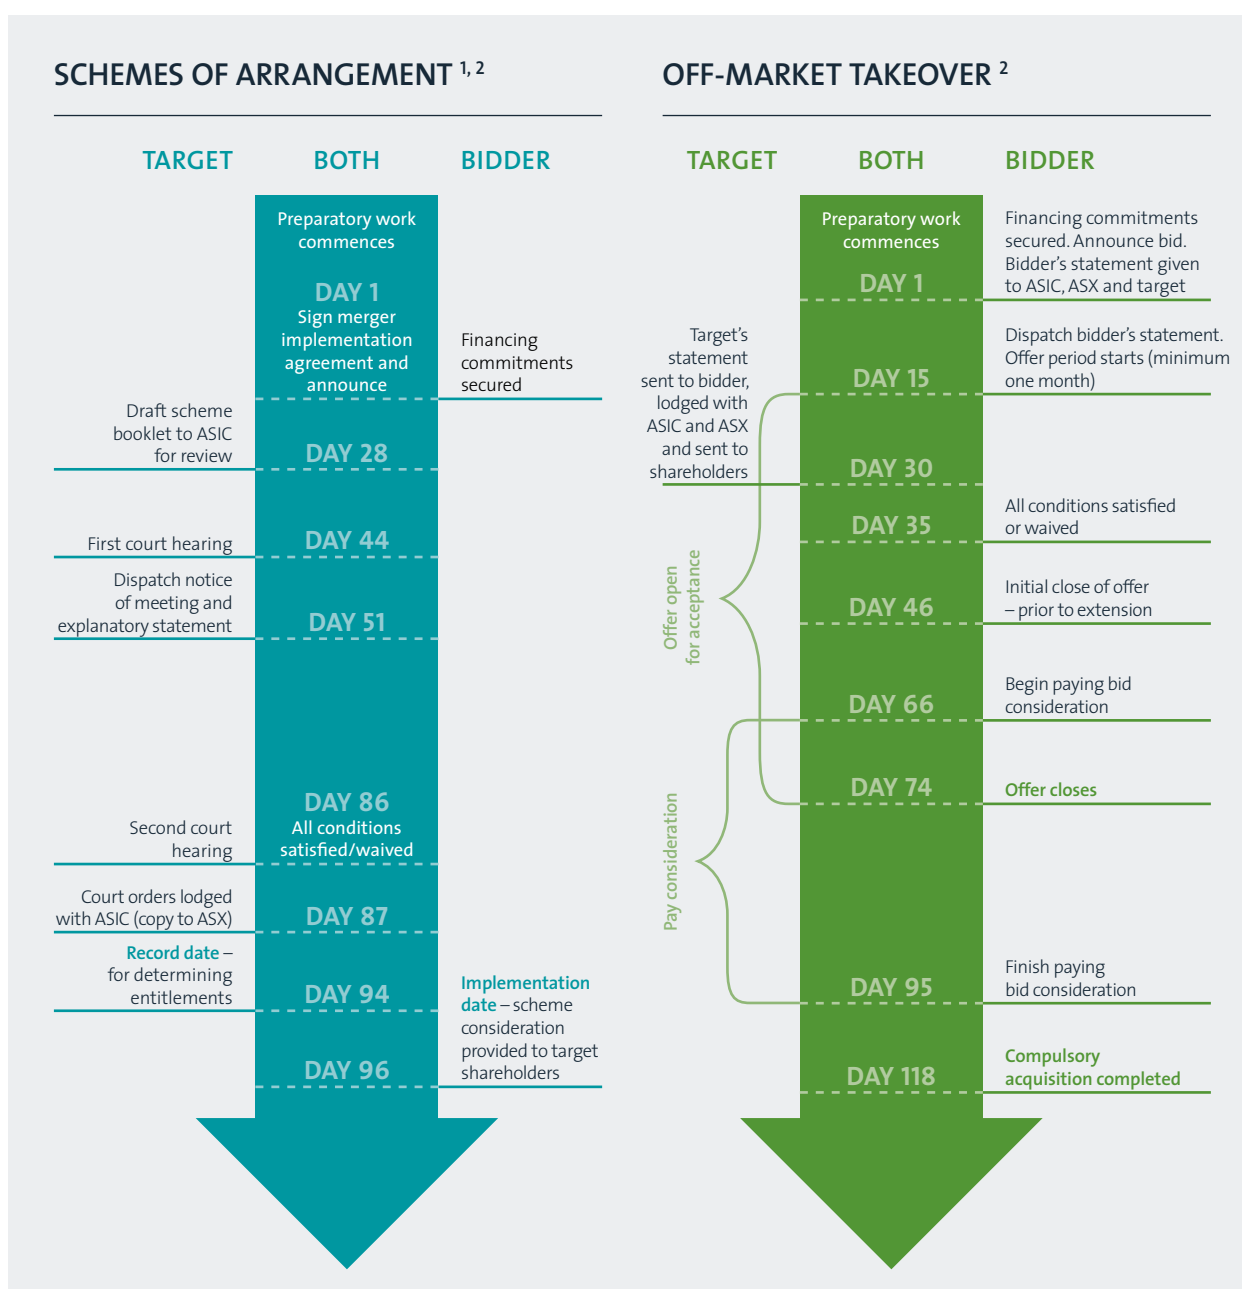 SCHEMES OF ARRANGEMENT 1, 2
TARGET
BOTH
BIDDER
Preparatory work
commences
DAY 1
Sign merger
implementation
agreement and
announce
Financing
commitments
secured
Draft scheme
booklet to ASIC
for review
DAY 28
First court hearing
DAY 44
Dispatch notice
of meeting and
explanatory statement
DAY 51
DAY 86
All conditions
satisfied/waived
Second court
hearing
Court orders lodged
with ASIC (copy to ASX)
DAY 87
Record date –
for determining
entitlements
DAY 94
Implementation
date – scheme
consideration
provided to target
shareholders
DAY 96
OFF-MARKET TAKEOVER 2
TARGET
BOTH
BIDDER
Preparatory work
commences
DAY 1
Financing commitments
secured. Announce bid.
Bidder's statement given
to ASIC, ASX and target
Target's
statement
sent to bidder,
lodged with
ASIC and ASX
and sent to
shareholders
DAY 15
Dispatch bidder's statement.
Offer period starts (minimum
one month)
DAY 30
DAY 35
All conditions satisfied
or waived
Offer open
for acceptance
DAY 46
Initial close of offer
– prior to extension
DAY 66
Begin paying bid
consideration
DAY 74
Offer closes
Pay consideration
DAY 95
Finish paying
bid consideration
DAY 118
Compulsory
acquisition completed